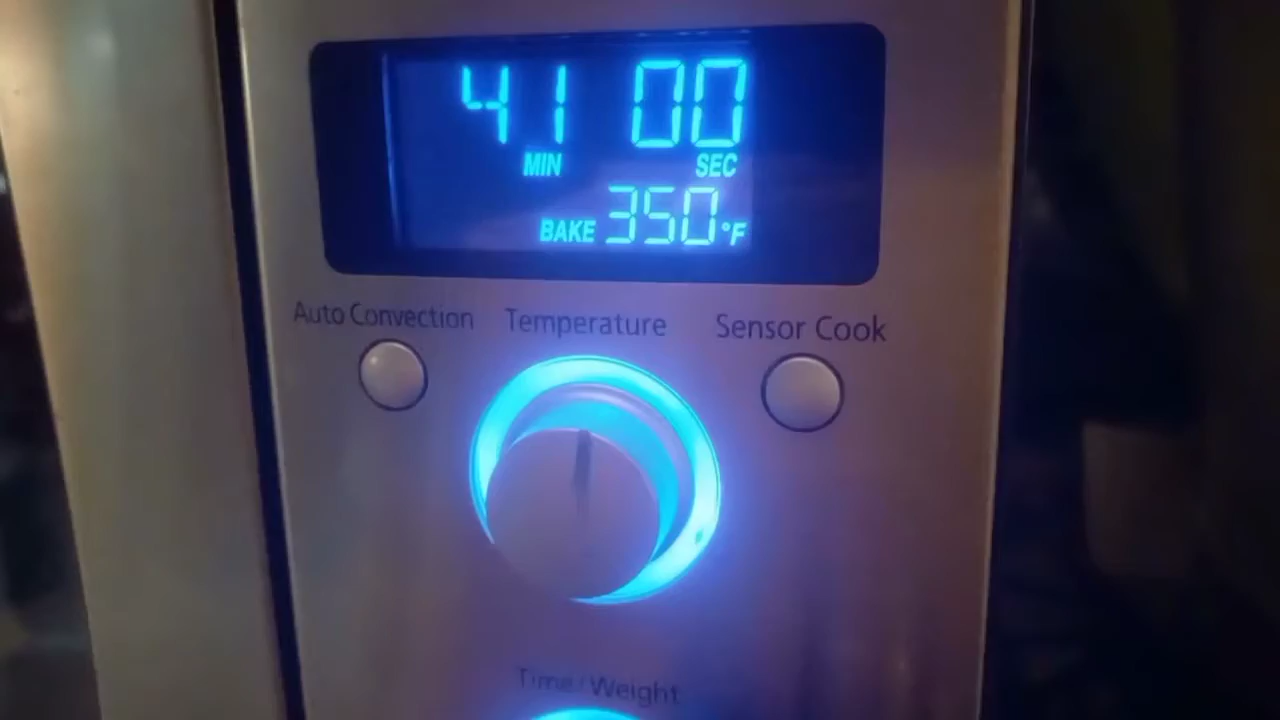 41 00
MIN SEC
BAKE 350°F
Auto Convection Temperature Sensor Cook
Time/Weight